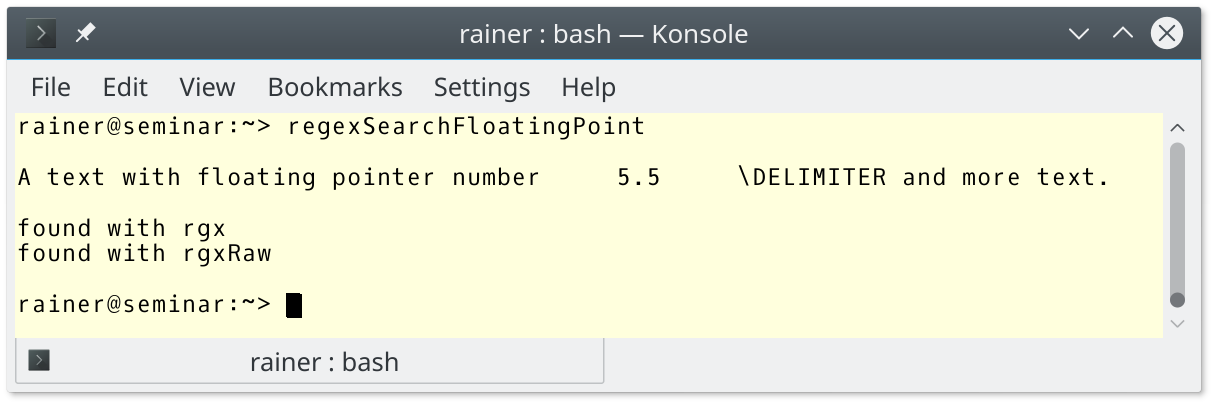 rainer : bash — Konsole
File Edit View Bookmarks Settings Help
rainer@seminar:~> regexSearchFloatingPoint
A text with floating pointer number     5.5     \DELIMITER and more text.
found with rgx
found with rgxRaw
rainer@seminar:~>
rainer : bash